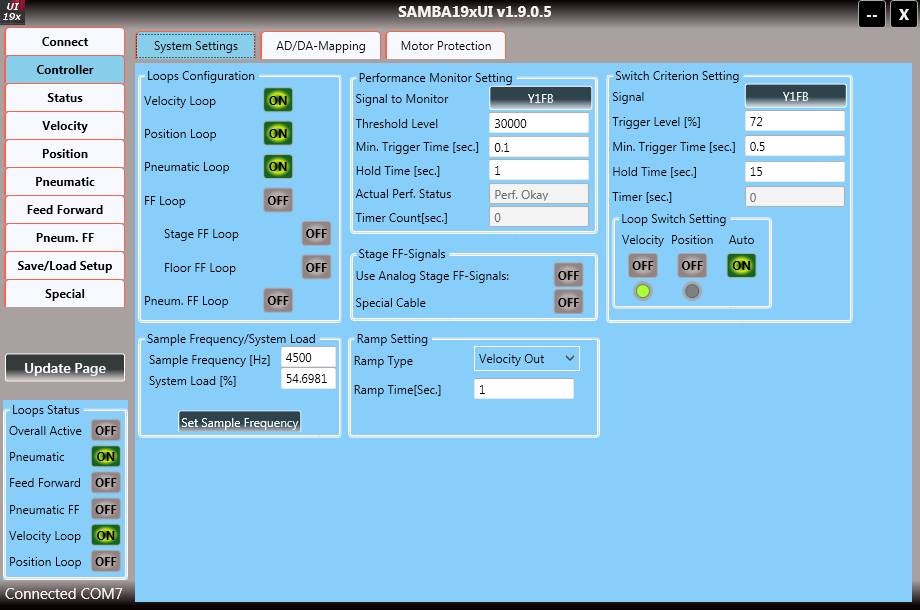 UI
19x
SAMBA19xUI v1.9.0.5
--
X
Connect
Controller
Status
Velocity
Position
Pneumatic
Feed Forward
Pneum. FF
Save/Load Setup
Special
Update Page
Loops Status
Overall Active OFF
Pneumatic ON
Feed Forward OFF
Pneumatic FF OFF
Velocity Loop ON
Position Loop OFF
Connected COM7
System Settings
AD/DA-Mapping
Motor Protection
Loops Configuration
Velocity Loop ON
Position Loop ON
Pneumatic Loop ON
FF Loop OFF
Stage FF Loop OFF
Floor FF Loop OFF
Pneum. FF Loop OFF
Performance Monitor Setting
Signal to Monitor Y1FB
Threshold Level 30000
Min. Trigger Time [sec.] 0.1
Hold Time [sec.] 1
Actual Perf. Status Perf. Okay
Timer Count[sec.] 0
Stage FF-Signals
Use Analog Stage FF-Signals: OFF
Special Cable OFF
Switch Criterion Setting
Signal Y1FB
Trigger Level [%] 72
Min. Trigger Time [sec.] 0.5
Hold Time [sec.] 15
Timer [sec.] 0
Loop Switch Setting
Velocity Position Auto
OFF OFF ON
Sample Frequency/System Load
Sample Frequency [Hz] 4500
System Load [%] 54.6981
Set Sample Frequency
Ramp Setting
Ramp Type Velocity Out
Ramp Time[Sec.] 1